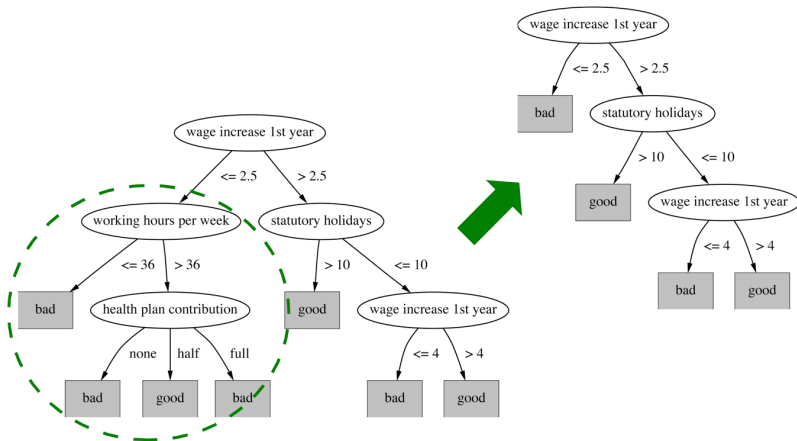 wage increase 1st year
<= 2.5
> 2.5
working hours per week
statutory holidays
<= 36
> 36
> 10
<= 10
bad
health plan contribution
good
wage increase 1st year
none
half
full
<= 4
> 4
bad
good
bad
bad
good
wage increase 1st year
<= 2.5
> 2.5
bad
statutory holidays
> 10
<= 10
good
wage increase 1st year
<= 4
> 4
bad
good